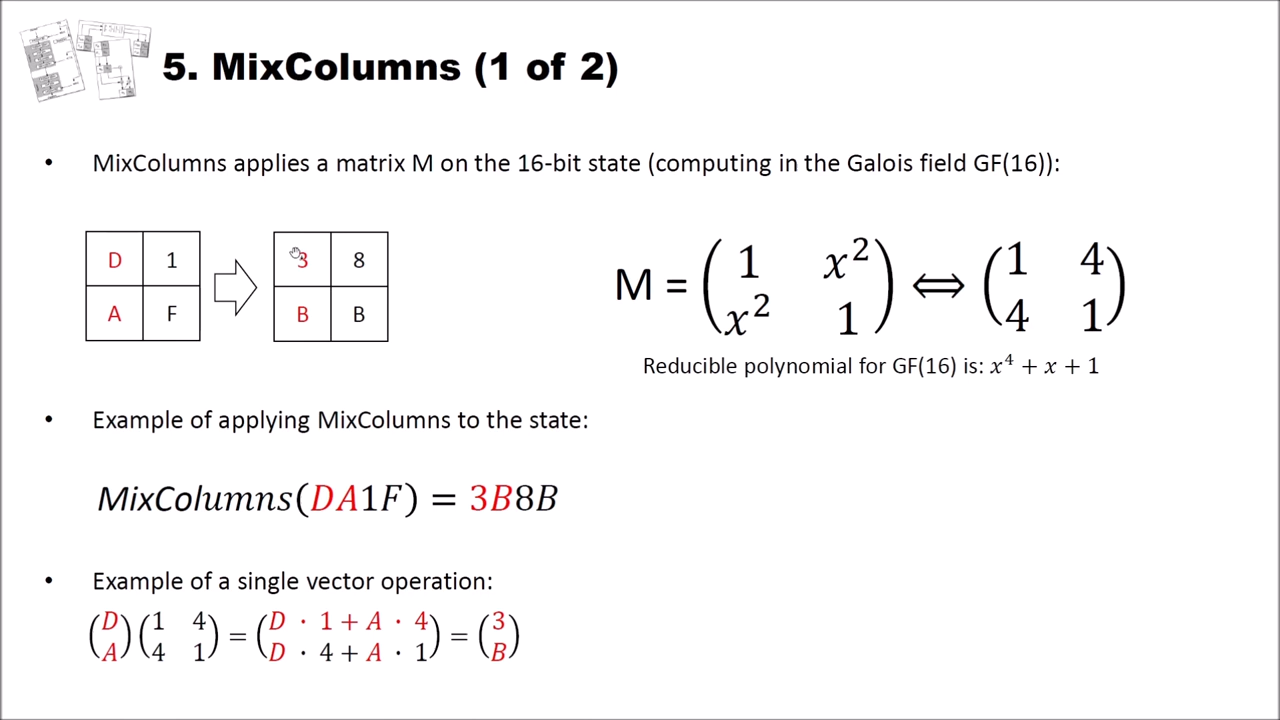 5. MixColumns (1 of 2)
• MixColumns applies a matrix M on the 16-bit state (computing in the Galois field GF(16)):
D 1
A F
3 8
B B
M = (1 x² / x² 1) ⟺ (1 4 / 4 1)
Reducible polynomial for GF(16) is: x⁴ + x + 1
• Example of applying MixColumns to the state:
MixColumns(DA1F) = 3B8B
• Example of a single vector operation:
(D / A)(1 4 / 4 1) = (D · 1 + A · 4 / D · 4 + A · 1) = (3 / B)